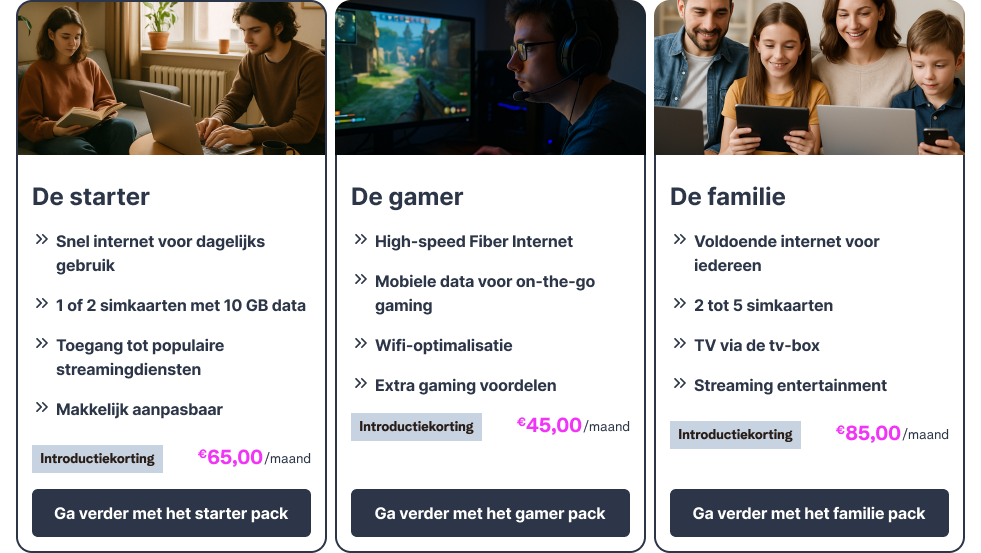 De starter
Snel internet voor dagelijks
gebruik
1 of 2 simkaarten met 10 GB data
Toegang tot populaire
streamingdiensten
Makkelijk aanpasbaar
Introductiekorting
€65,00/maand
Ga verder met het starter pack
De gamer
High-speed Fiber Internet
Mobiele data voor on-the-go
gaming
Wifi-optimalisatie
Extra gaming voordelen
Introductiekorting
€45,00/maand
Ga verder met het gamer pack
De familie
Voldoende internet voor
iedereen
2 tot 5 simkaarten
TV via de tv-box
Streaming entertainment
Introductiekorting
€85,00/maand
Ga verder met het familie pack